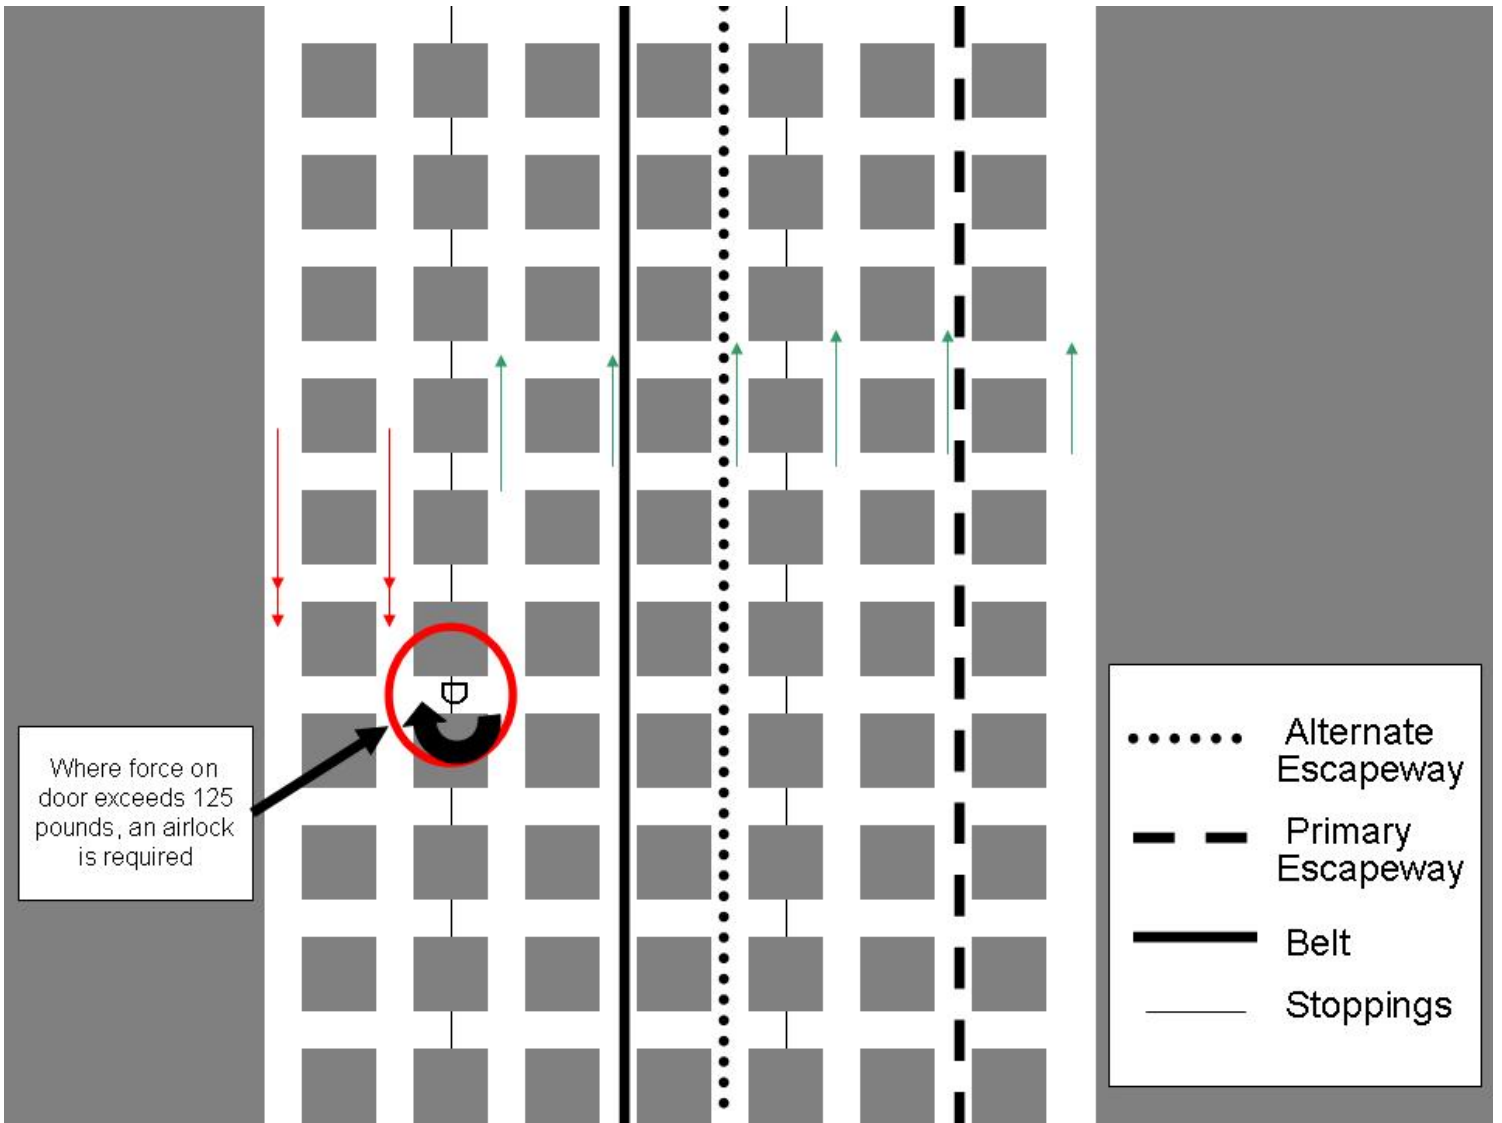 D
Where force on
door exceeds 125
pounds, an airlock
is required
Alternate
Escapeway
Primary
Escapeway
Belt
Stoppings